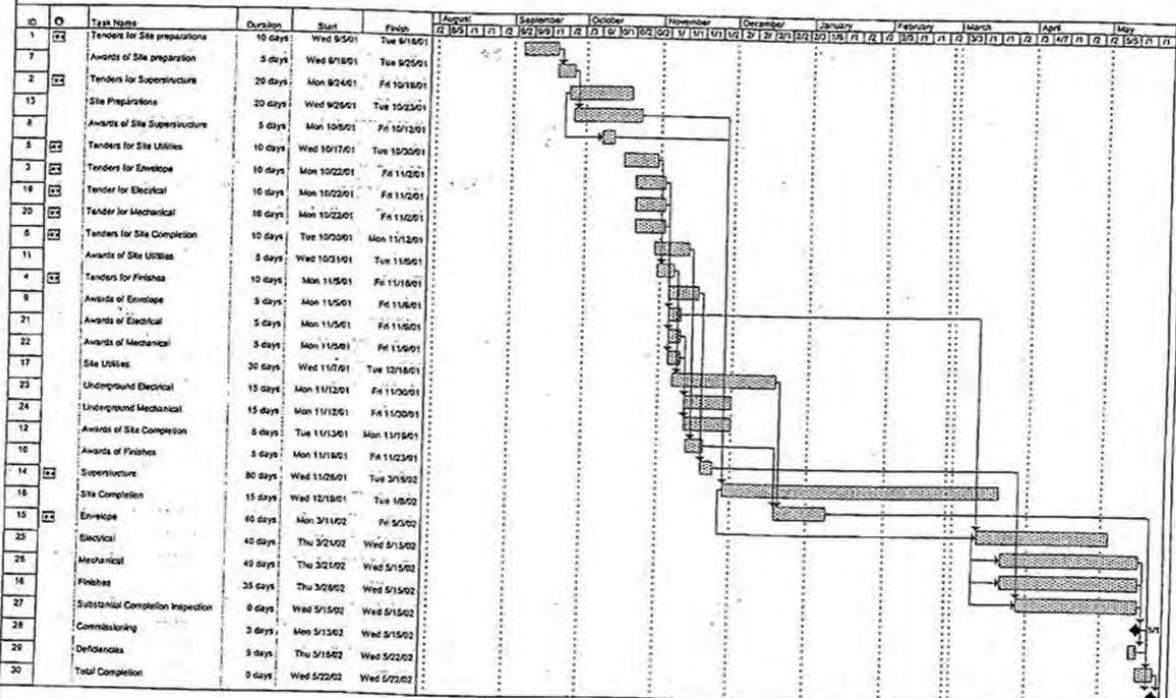 ID Task Name Duration Start Finish August September October November December January February March April May
1 Tenders for Site preparations 10 days Wed 9/5/01 Tue 9/18/01
7 Awards of Site preparation 5 days Wed 9/19/01 Tue 9/25/01
2 Tenders for Superstructure 20 days Mon 9/24/01 Fri 10/19/01
13 Site Preparations 20 days Wed 9/26/01 Tue 10/23/01
8 Awards of Site Superstructure 5 days Mon 10/8/01 Fri 10/12/01
5 Tenders for Site Utilities 10 days Wed 10/17/01 Tue 10/30/01
3 Tenders for Envelope 10 days Mon 10/22/01 Fri 11/2/01
19 Tender for Electrical 10 days Mon 10/22/01 Fri 11/2/01
20 Tender for Mechanical 10 days Mon 10/22/01 Fri 11/2/01
6 Tenders for Site Completion 10 days Tue 10/30/01 Mon 11/12/01
11 Awards of Site Utilities 5 days Wed 10/31/01 Tue 11/6/01
4 Tenders for Finishes 10 days Mon 11/5/01 Fri 11/16/01
9 Awards of Envelope 5 days Mon 11/5/01 Fri 11/9/01
21 Awards of Electrical 5 days Mon 11/5/01 Fri 11/9/01
22 Awards of Mechanical 5 days Mon 11/5/01 Fri 11/9/01
17 Site Utilities 30 days Wed 11/7/01 Tue 12/18/01
23 Underground Electrical 15 days Mon 11/12/01 Fri 11/30/01
24 Underground Mechanical 15 days Mon 11/12/01 Fri 11/30/01
12 Awards of Site Completion 5 days Tue 11/13/01 Mon 11/19/01
10 Awards of Finishes 5 days Mon 11/19/01 Fri 11/23/01
14 Superstucture 80 days Wed 11/28/01 Tue 3/19/02
18 Site Completion 15 days Wed 12/19/01 Tue 1/8/02
15 Envelope 40 days Mon 3/11/02 Fri 5/3/02
25 Electrical 40 days Thu 3/21/02 Wed 5/15/02
26 Mechanical 40 days Thu 3/21/02 Wed 5/15/02
16 Finishes 35 days Thu 3/28/02 Wed 5/15/02
27 Substantial Completion Inspection 0 days Wed 5/15/02 Wed 5/15/02
28 Commissioning 3 days Mon 5/13/02 Wed 5/15/02 5/1
29 Deficiencies 5 days Thu 5/16/02 Wed 5/22/02
30 Total Completion 0 days Wed 5/22/02 Wed 5/22/02